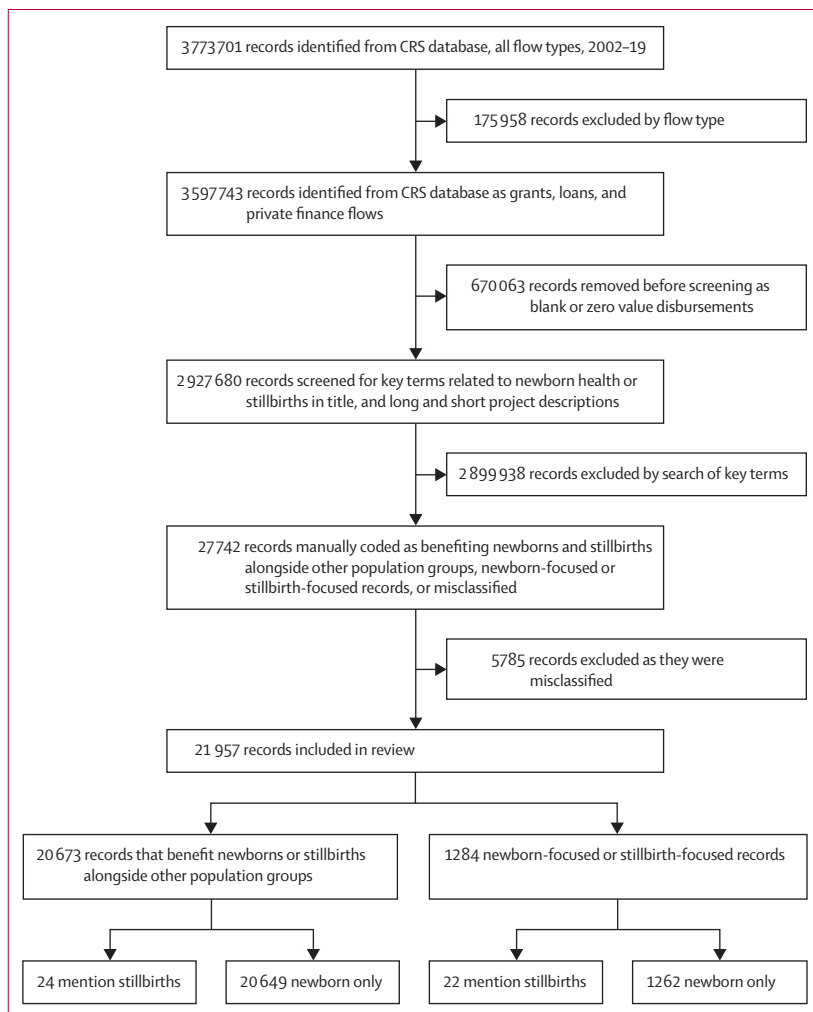 3773701 records identified from CRS database, all flow types, 2002–19
175958 records excluded by flow type
3597743 records identified from CRS database as grants, loans, and
private finance flows
670063 records removed before screening as
blank or zero value disbursements
2927680 records screened for key terms related to newborn health or
stillbirths in title, and long and short project descriptions
2899938 records excluded by search of key terms
27742 records manually coded as benefiting newborns and stillbirths
alongside other population groups, newborn-focused or
stillbirth-focused records, or misclassified
5785 records excluded as they were
misclassified
21957 records included in review
20673 records that benefit newborns or stillbirths
alongside other population groups
1284 newborn-focused or stillbirth-focused records
24 mention stillbirths
20649 newborn only
22 mention stillbirths
1262 newborn only